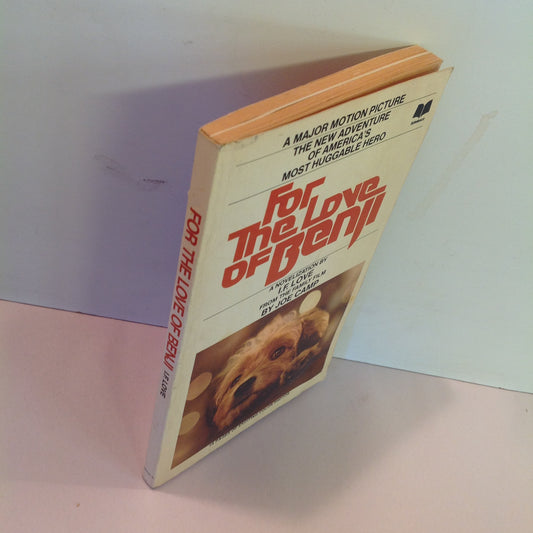 A MAJOR MOTION PICTURE
THE NEW ADVENTURE
OF AMERICA'S
MOST HUGGABLE HERO
For
The Love
OF Benji
A NOVELIZATION BY
I.F. LOVE
FROM THE FAMILY FILM
BY JOE CAMP
FOR THE LOVE OF BENJI I.F. LOVE